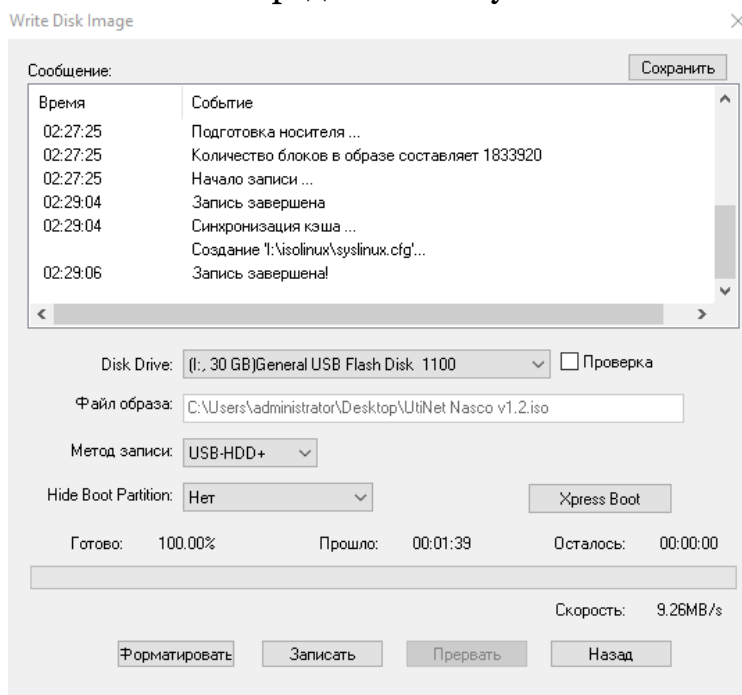 Write Disk Image
Сообщение:
Сохранить
Время Событие
02:27:25 Подготовка носителя ...
02:27:25 Количество блоков в образе составляет 1833920
02:27:25 Начало записи ...
02:29:04 Запись завершена
02:29:04 Синхронизация кэша ...
Создание 'I:\isolinux\syslinux.cfg'...
02:29:06 Запись завершена!
Disk Drive: (I:, 30 GB)General USB Flash Disk 1100 Проверка
Файл образа: C:\Users\administrator\Desktop\UtiNet Nasco v1.2.iso
Метод записи: USB-HDD+
Hide Boot Partition: Нет Xpress Boot
Готово: 100.00% Прошло: 00:01:39 Осталось: 00:00:00
Скорость: 9.26MB/s
Форматировать Записать Прервать Назад